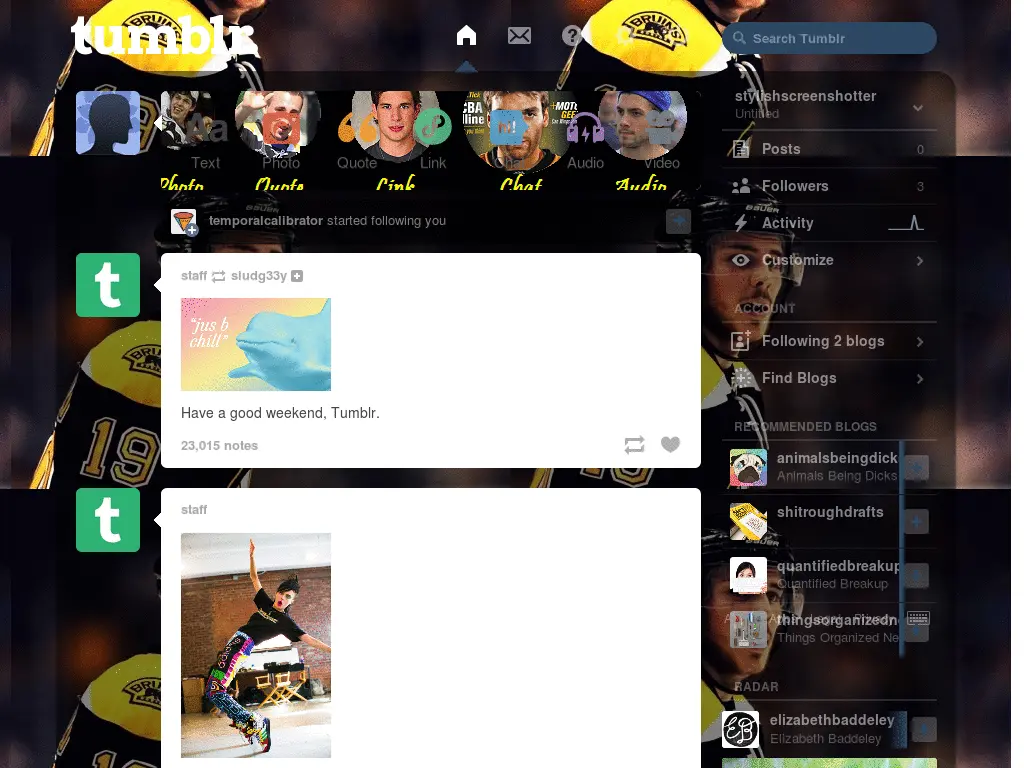 tumblr.
Search Tumblr
stylishscreenshotter
Untitled
Text
Photo
Quote
Link
Chat
Audio
Video
Photo
Quote
Link
Chat
Audio
Posts 0
Followers 3
Activity
Customize
ACCOUNT
Following 2 blogs
Find Blogs
temporalcalibrator started following you
staff sludg33y
"jus b
chill"
Have a good weekend, Tumblr.
23,015 notes
staff
RECOMMENDED BLOGS
animalsbeingdick
Animals Being Dicks
shitroughdrafts
quantifiedbreakup
Quantified Breakup
thingsorganizedne
Things Organized Ne
RADAR
elizabethbaddeley
Elizabeth Baddeley
BRUINS
19